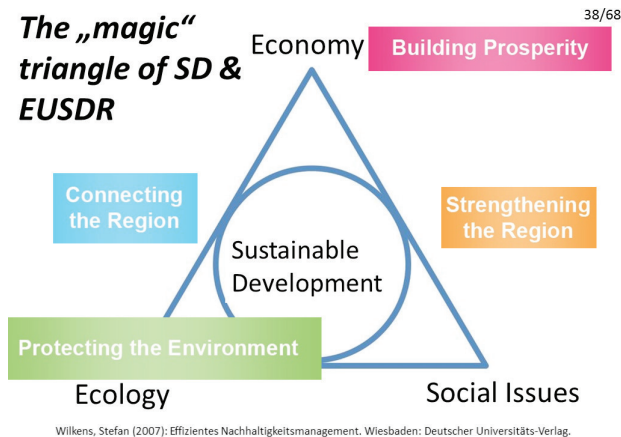 38/68
The „magic“
triangle of SD &
EUSDR
Economy
Building Prosperity
Connecting
the Region
Strengthening
the Region
Sustainable
Development
Protecting the Environment
Ecology
Social Issues
Wilkens, Stefan (2007): Effizientes Nachhaltigkeitsmanagement. Wiesbaden: Deutscher Universitäts-Verlag.